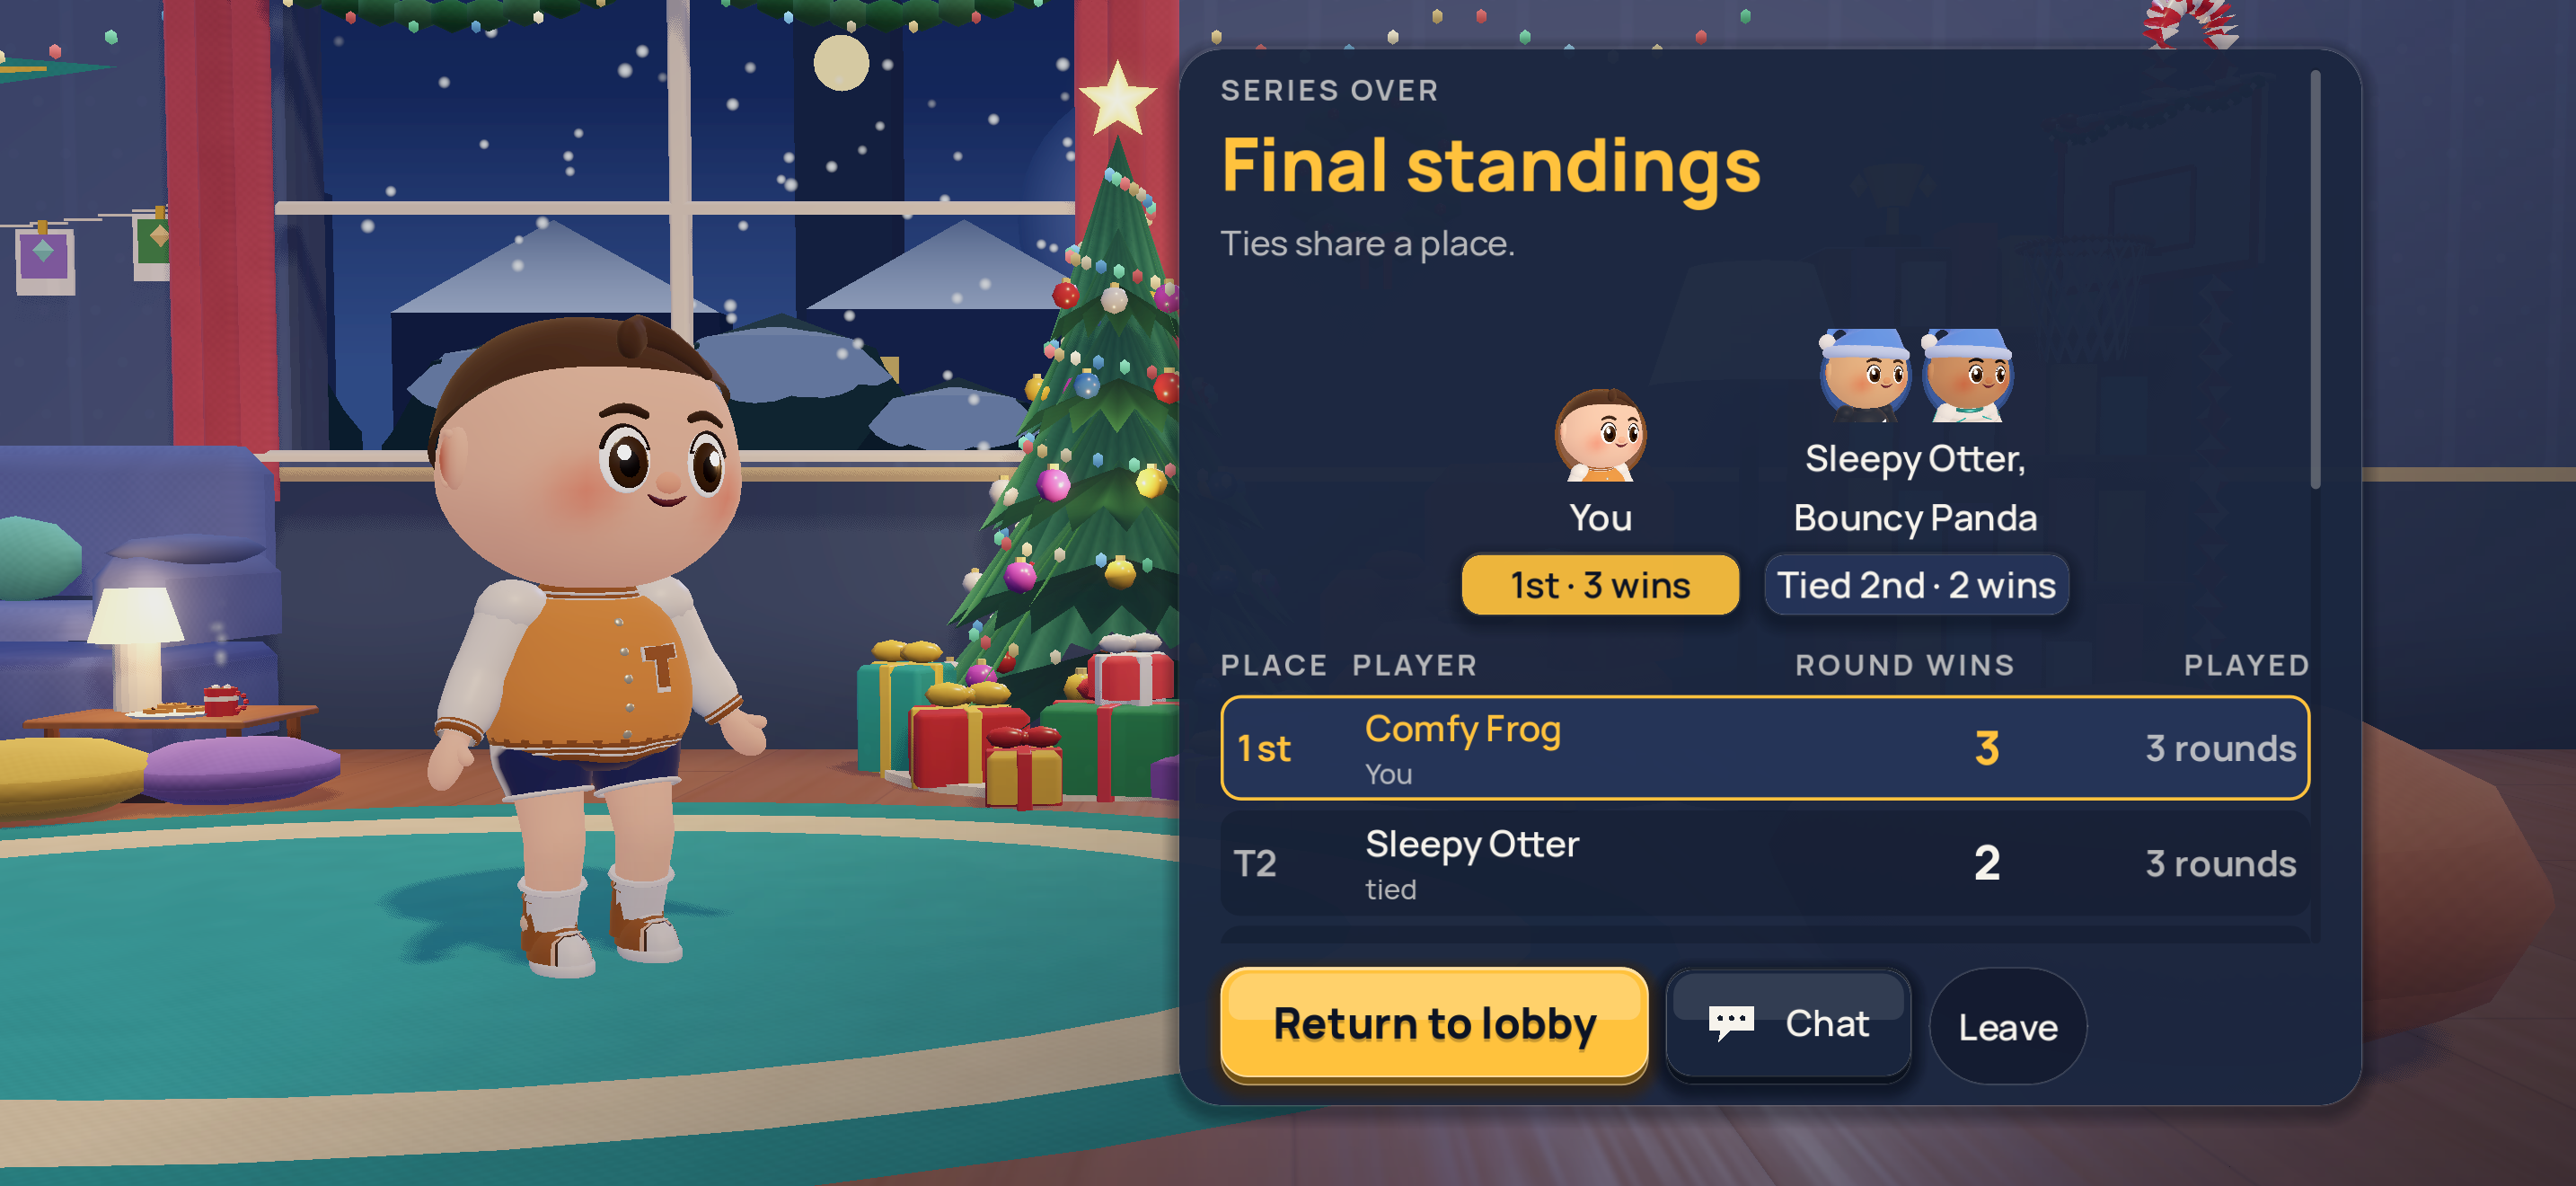 SERIES OVER
Final standings
Ties share a place.
You
1st · 3 wins
Sleepy Otter,
Bouncy Panda
Tied 2nd · 2 wins
PLACE PLAYER ROUND WINS PLAYED
1st Comfy Frog 3 3 rounds
You
T2 Sleepy Otter 2 3 rounds
tied
Return to lobby Chat Leave
T